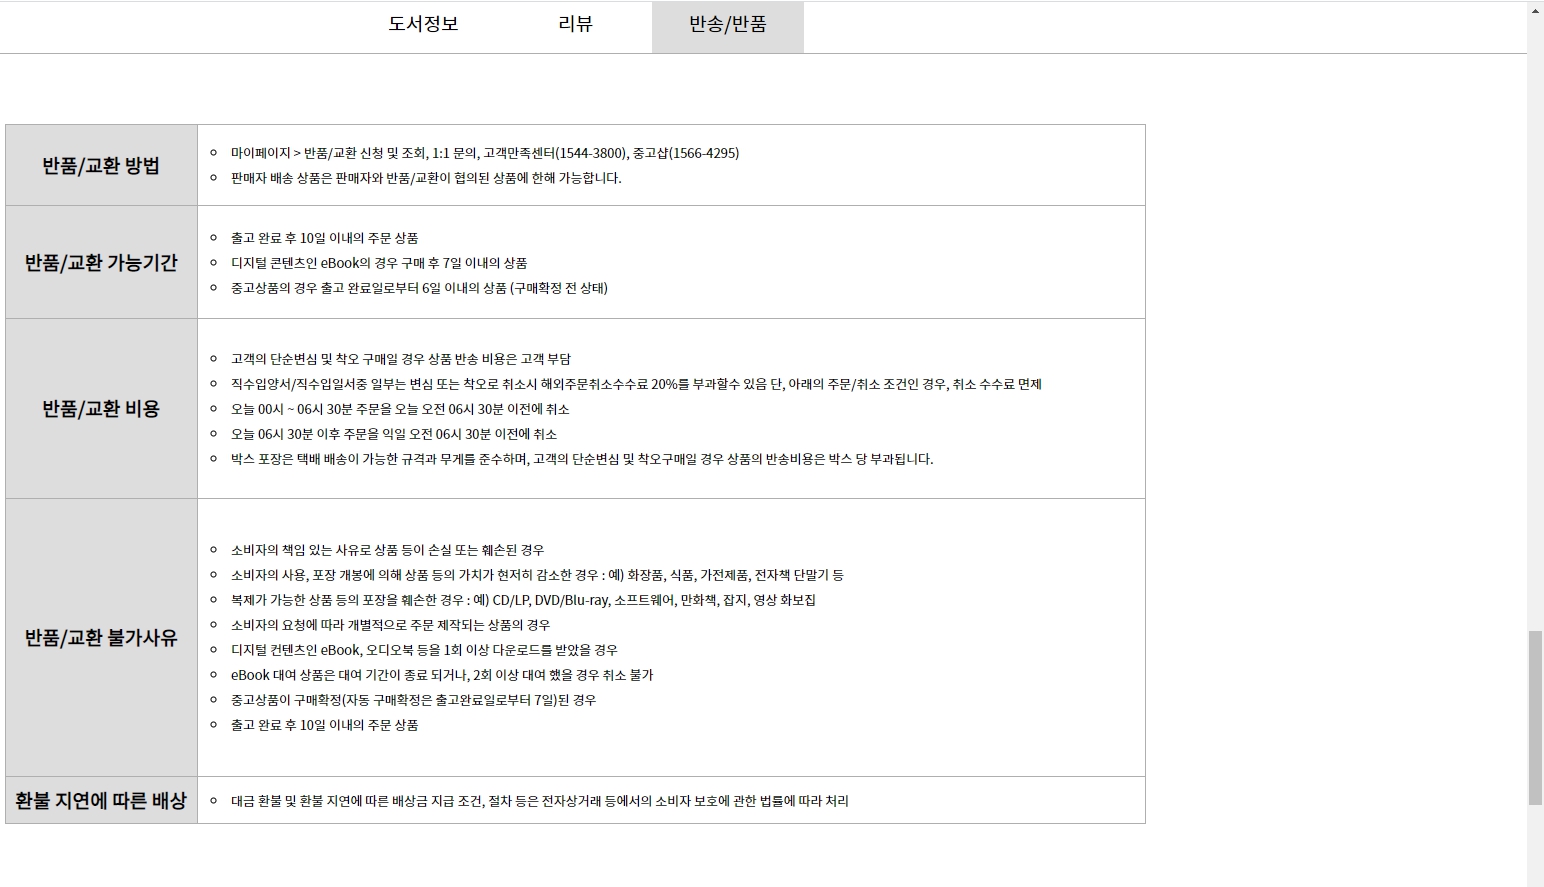 도서정보 리뷰 반송/반품
반품/교환 방법
마이페이지 > 반품/교환 신청 및 조회, 1:1 문의, 고객만족센터(1544-3800), 중고샵(1566-4295)
판매자 배송 상품은 판매자와 반품/교환이 협의된 상품에 한해 가능합니다.
반품/교환 가능기간
출고 완료 후 10일 이내의 주문 상품
디지털 콘텐츠인 eBook의 경우 구매 후 7일 이내의 상품
중고상품의 경우 출고 완료일로부터 6일 이내의 상품 (구매확정 전 상태)
반품/교환 비용
고객의 단순변심 및 착오 구매일 경우 상품 반송 비용은 고객 부담
직수입양서/직수입일서중 일부는 변심 또는 착오로 취소시 해외주문취소수수료 20%를 부과할수 있음 단, 아래의 주문/취소 조건인 경우, 취소 수수료 면제
오늘 00시 ~ 06시 30분 주문을 오늘 오전 06시 30분 이전에 취소
오늘 06시 30분 이후 주문을 익일 오전 06시 30분 이전에 취소
박스 포장은 택배 배송이 가능한 규격과 무게를 준수하며, 고객의 단순변심 및 착오구매일 경우 상품의 반송비용은 박스 당 부과됩니다.
반품/교환 불가사유
소비자의 책임 있는 사유로 상품 등이 손실 또는 훼손된 경우
소비자의 사용, 포장 개봉에 의해 상품 등의 가치가 현저히 감소한 경우 : 예) 화장품, 식품, 가전제품, 전자책 단말기 등
복제가 가능한 상품 등의 포장을 훼손한 경우 : 예) CD/LP, DVD/Blu-ray, 소프트웨어, 만화책, 잡지, 영상 화보집
소비자의 요청에 따라 개별적으로 주문 제작되는 상품의 경우
디지털 컨텐츠인 eBook, 오디오북 등을 1회 이상 다운로드를 받았을 경우
eBook 대여 상품은 대여 기간이 종료 되거나, 2회 이상 대여 했을 경우 취소 불가
중고상품이 구매확정(자동 구매확정은 출고완료일로부터 7일)된 경우
출고 완료 후 10일 이내의 주문 상품
환불 지연에 따른 배상
대금 환불 및 환불 지연에 따른 배상금 지급 조건, 절차 등은 전자상거래 등에서의 소비자 보호에 관한 법률에 따라 처리